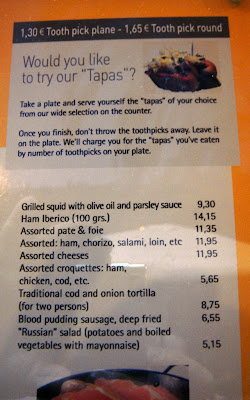 1,30 € Tooth pick plane - 1,65 € Tooth pick round
Would you like
to try our "Tapas"?
Take a plate and serve yourself the "tapas" of your choice
from our wide selection on the counter.
Once you finish, don't throw the toothpicks away. Leave it
on the plate. We'll charge you for the "tapas" you've eaten
by number of toothpicks on your plate.
Grilled squid with olive oil and parsley sauce 9,30
Ham Iberico (100 grs.) 14,15
Assorted pate & foie 11,35
Assorted: ham, chorizo, salami, loin, etc 11,95
Assorted cheeses 11,95
Assorted croquettes: ham,
chicken, cod, etc. 5,65
Traditional cod and onion tortilla
(for two persons) 8,75
Blood pudding sausage, deep fried 6,55
"Russian" salad (potatoes and boiled
vegetables with mayonnaise) 5,15